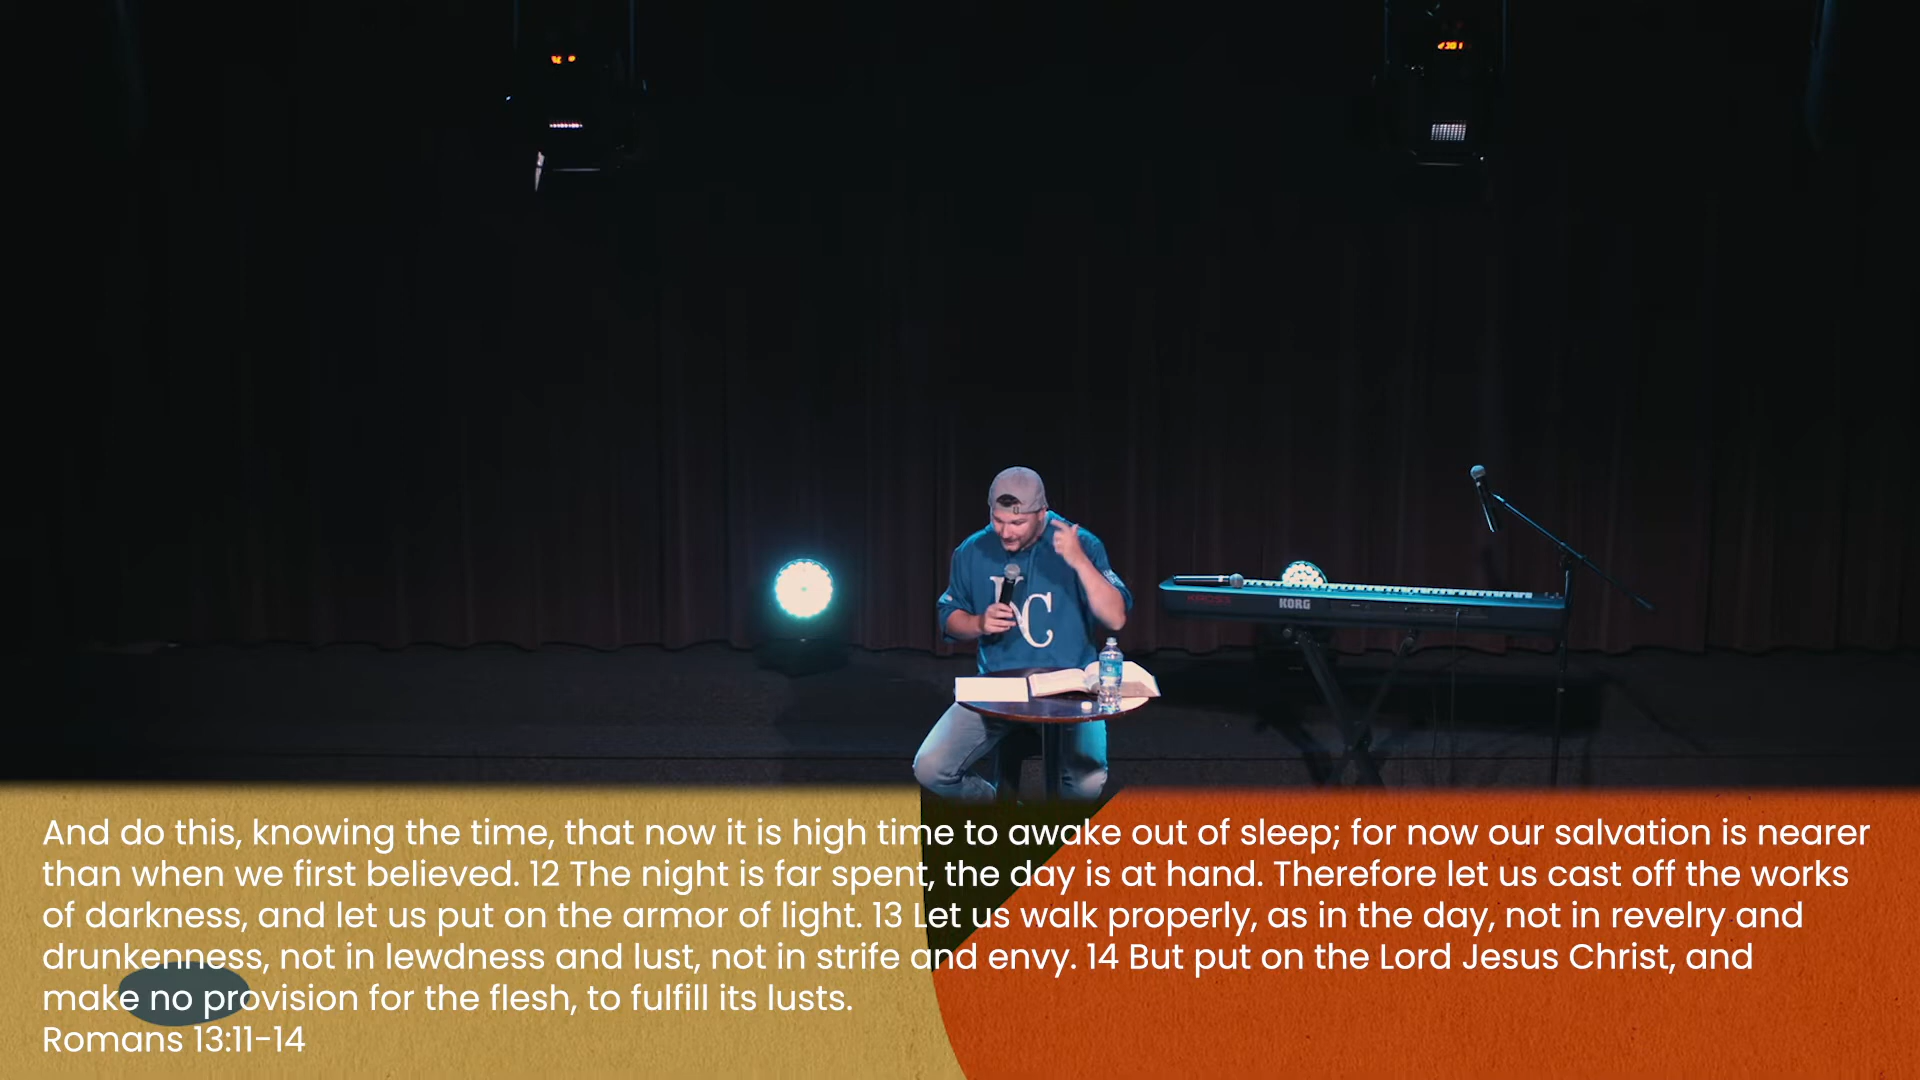 KC
KROSS
KORG
And do this, knowing the time, that now it is high time to awake out of sleep; for now our salvation is nearer
than when we first believed. 12 The night is far spent, the day is at hand. Therefore let us cast off the works
of darkness, and let us put on the armor of light. 13 Let us walk properly, as in the day, not in revelry and
drunkenness, not in lewdness and lust, not in strife and envy. 14 But put on the Lord Jesus Christ, and
make no provision for the flesh, to fulfill its lusts.
Romans 13:11-14